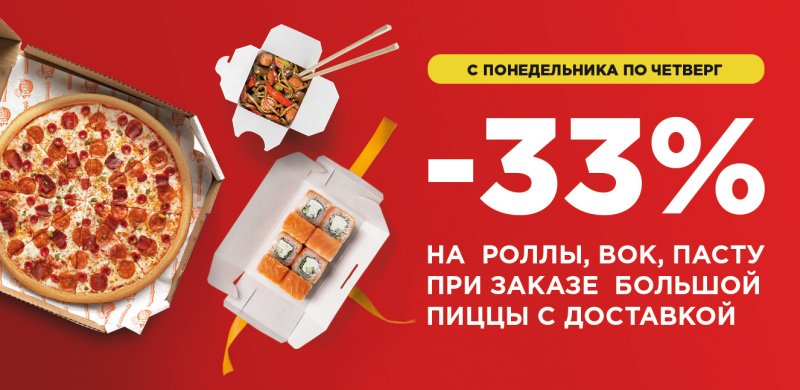 С ПОНЕДЕЛЬНИКА ПО ЧЕТВЕРГ
-33%
НА РОЛЛЫ, ВОК, ПАСТУ
ПРИ ЗАКАЗЕ БОЛЬШОЙ
ПИЦЦЫ С ДОСТАВКОЙ